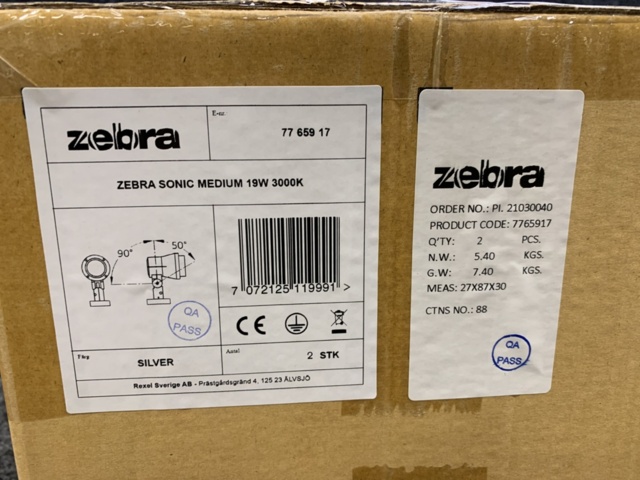 zebra
E-nr:
77 659 17
ZEBRA SONIC MEDIUM 19W 3000K
90°
50°
7 072125 119991 >
QA
PASS
CE
Färg
SILVER
Antal
2 STK
Rexel Sverige AB - Prästgårdsgränd 4, 125 23 ÄLVSJÖ
zebra
ORDER NO.: PI. 21030040
PRODUCT CODE: 7765917
Q'TY: 2 PCS.
N.W.: 5.40 KGS.
G.W.: 7.40 KGS.
MEAS: 27X87X30
CTNS NO.: 88
QA
PASS